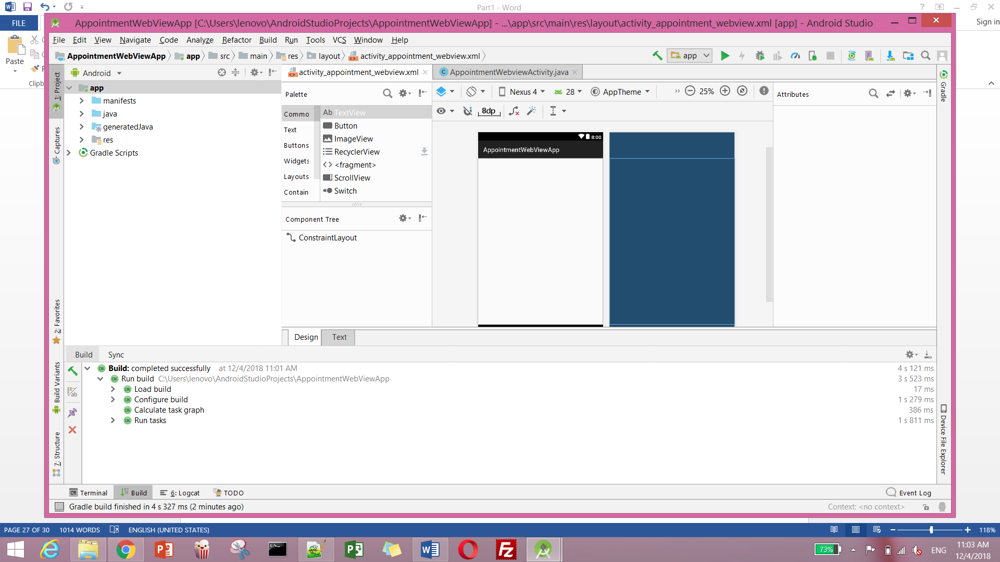 Part1 - Word
FILE
Sign in
Paste
Clipb
AppointmentWebViewApp [C:\Users\lenovo\AndroidStudioProjects\AppointmentWebViewApp] - ...\app\src\main\res\layout\activity_appointment_webview.xml [app] - Android Studio
File Edit View Navigate Code Analyze Refactor Build Run Tools VCS Window Help
AppointmentWebViewApp app src main res layout activity_appointment_webview.xml app
Android
activity_appointment_webview.xml
AppointmentWebviewActivity.java
1: Project
Captures
2: Favorites
Build Variants
7: Structure
app
manifests
java
generatedJava
res
Gradle Scripts
Palette
Commo
Text
Buttons
Widgets
Layouts
Contain
Ab TextView
Button
ImageView
RecyclerView
<fragment>
ScrollView
Switch
Component Tree
ConstraintLayout
Nexus 4 28 AppTheme 25%
8dp
8:00
AppointmentWebViewApp
Attributes
Gradle
Device File Explorer
Design Text
Build Sync
Build: completed successfully at 12/4/2018 11:01 AM 4 s 121 ms
Run build C:\Users\lenovo\AndroidStudioProjects\AppointmentWebViewApp 3 s 523 ms
Load build 17 ms
Configure build 1 s 279 ms
Calculate task graph 386 ms
Run tasks 1 s 811 ms
Terminal Build 6: Logcat TODO Event Log
Gradle build finished in 4 s 327 ms (2 minutes ago) Context: <no context>
PAGE 27 OF 30 1014 WORDS ENGLISH (UNITED STATES) 118%
73% ENG 11:03 AM
12/4/2018